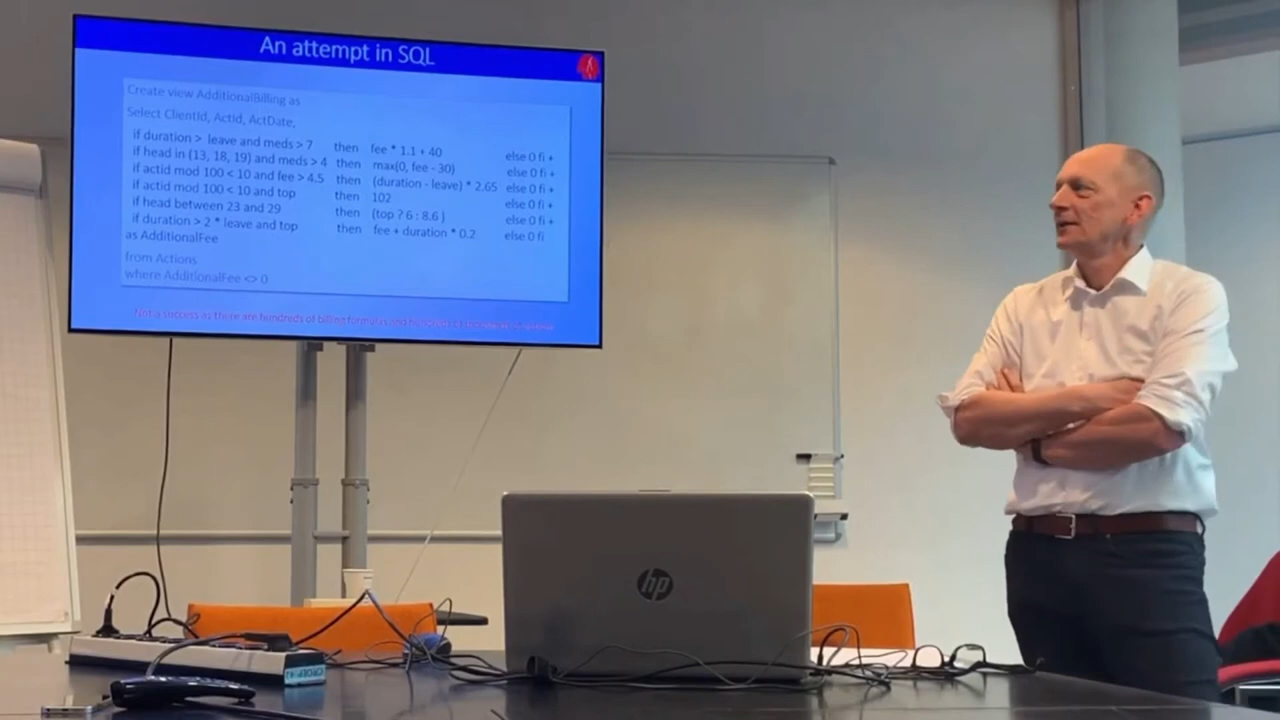 An attempt in SQL
Create view AdditionalBilling as
Select ClientId, ActId, ActDate,
if duration > leave and meds > 7 then fee * 1.1 + 40 else 0 fi +
if head in (13, 18, 19) and meds > 4 then max(0, fee - 30) else 0 fi +
if actid mod 100 < 10 and fee > 4.5 then (duration - leave) * 2.65 else 0 fi +
if actid mod 100 < 10 and top then 102 else 0 fi +
if head between 23 and 29 then (top ? 6 : 8.6 ) else 0 fi +
if duration > 2 * leave and top then fee + duration * 0.2 else 0 fi
as AdditionalFee
from Actions
where AdditionalFee <> 0
Not a success as there are hundreds of billing formulas and hundreds of
hp